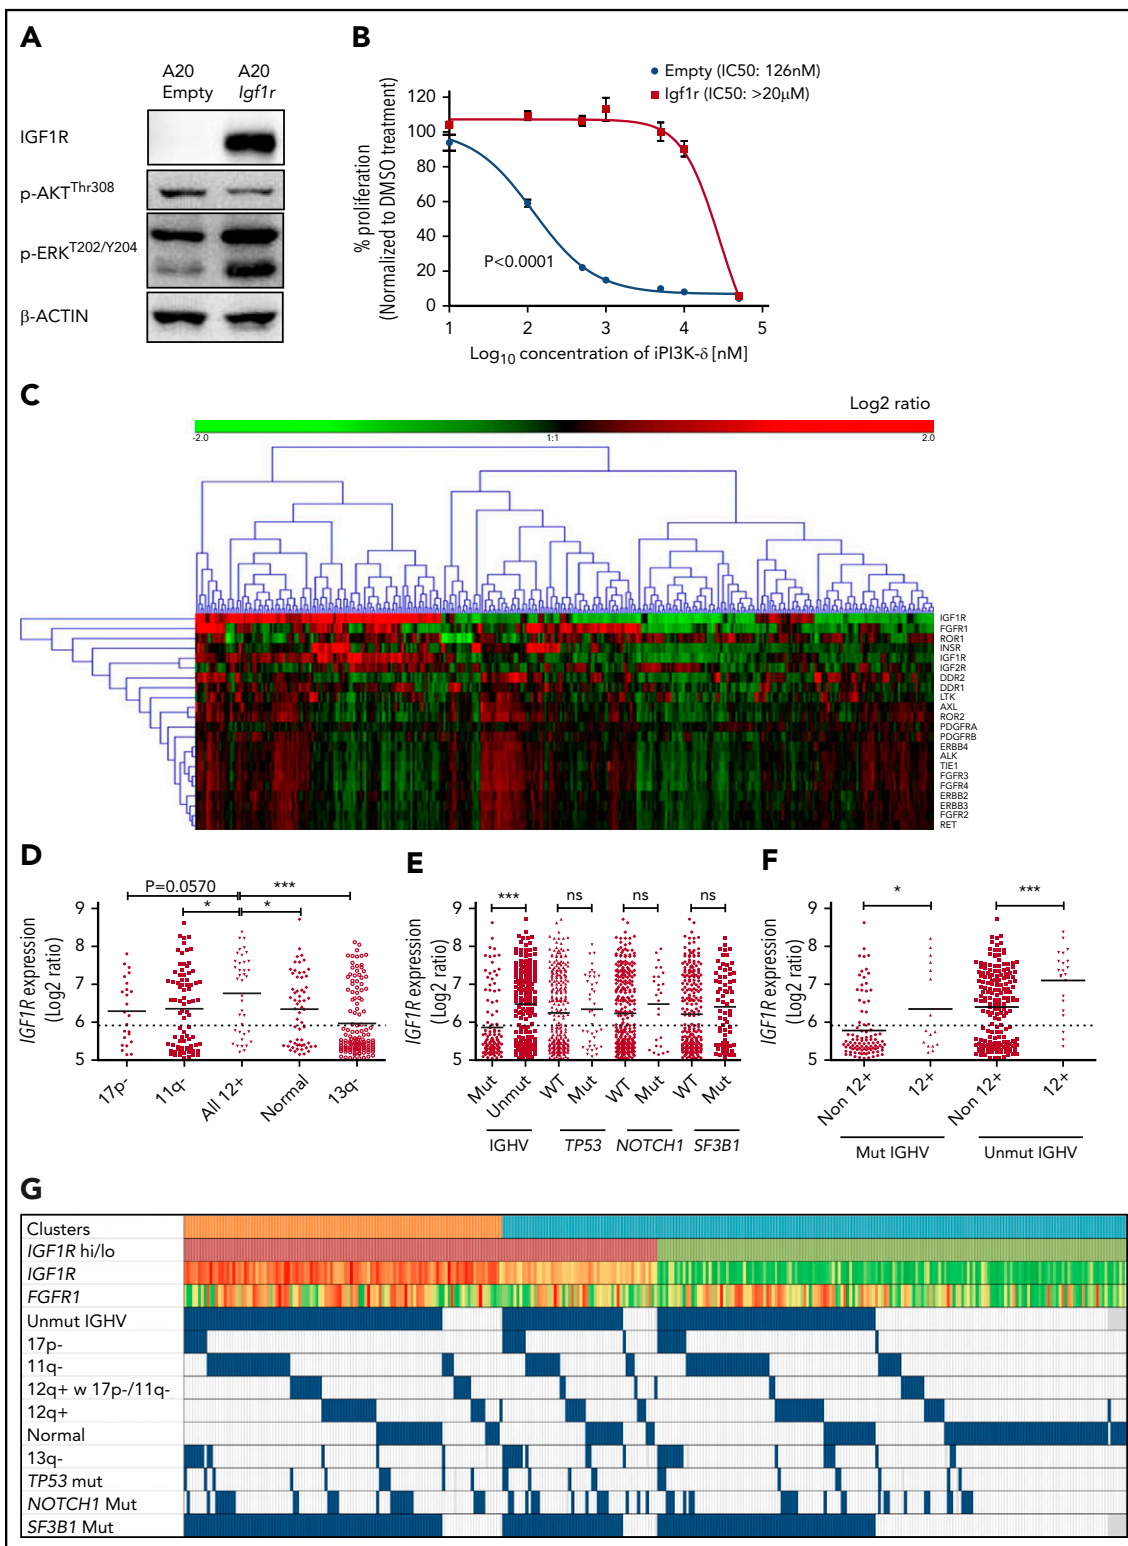 A
A20 Empty
A20 Igf1r
IGF1R
p-AKT^Thr308
p-ERK^T202/Y204
β-ACTIN
B
Empty (IC50: 126nM)
Igf1r (IC50: >20μM)
% proliferation
(Normalized to DMSO treatment)
120
100
80
60
40
20
0
P<0.0001
1 2 3 4 5
Log10 concentration of iPI3K-δ [nM]
C
Log2 ratio
-2.0 1:1 2.0
IGF1R
FGFR1
ROR1
INSR
IGF1R
IGF2R
DDR2
DDR1
LTK
AXL
ROR2
PDGFRA
PDGFRB
ERBB4
ALK
TIE1
FGFR3
FGFR4
ERBB2
ERBB3
FGFR2
RET
D
IGF1R expression
(Log2 ratio)
9
8
7
6
5
P=0.0570 ***
* *
17p- 11q- All 12+ Normal 13q-
E
IGF1R expression
(Log2 ratio)
9
8
7
6
5
*** ns ns ns
Mut Unmut WT Mut WT Mut WT Mut
IGHV TP53 NOTCH1 SF3B1
F
IGF1R expression
(Log2 ratio)
9
8
7
6
5
* ***
Non 12+ 12+ Non 12+ 12+
Mut IGHV Unmut IGHV
G
Clusters
IGF1R hi/lo
IGF1R
FGFR1
Unmut IGHV
17p-
11q-
12q+ w 17p-/11q-
12q+
Normal
13q-
TP53 mut
NOTCH1 Mut
SF3B1 Mut